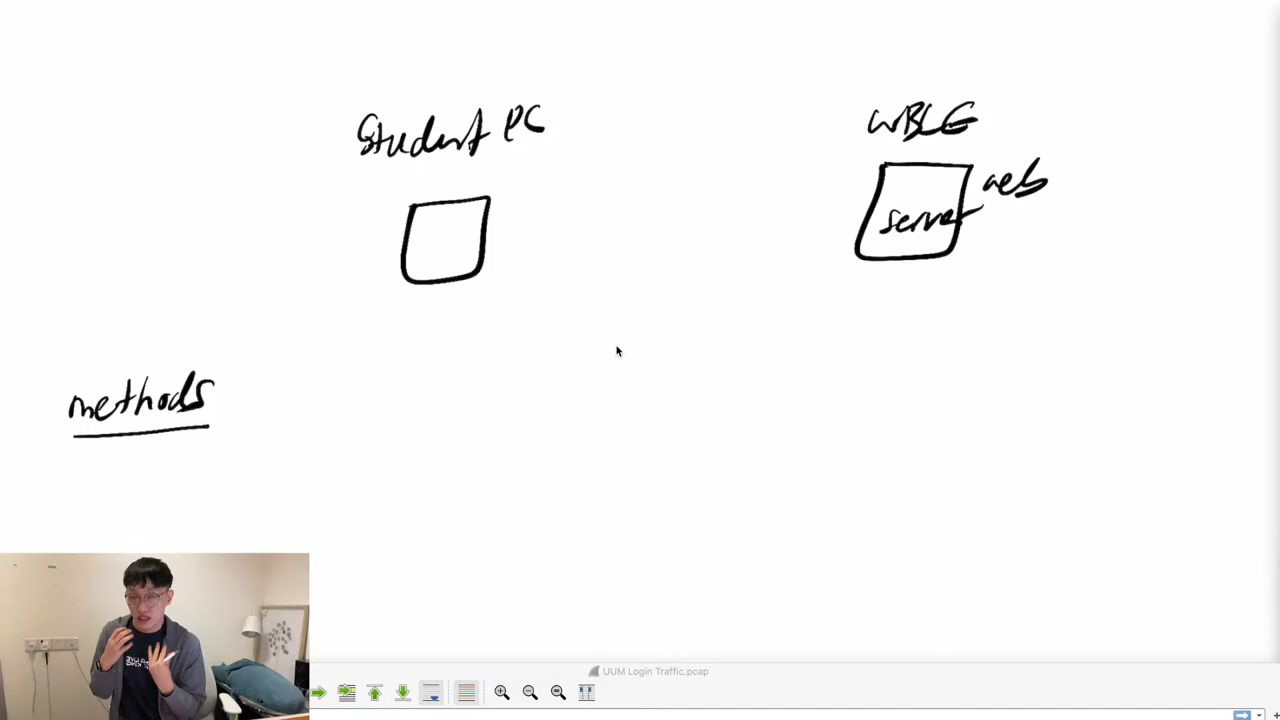 Student PC
WBLE
web
server
methods
UUM Login Traffic.pcap